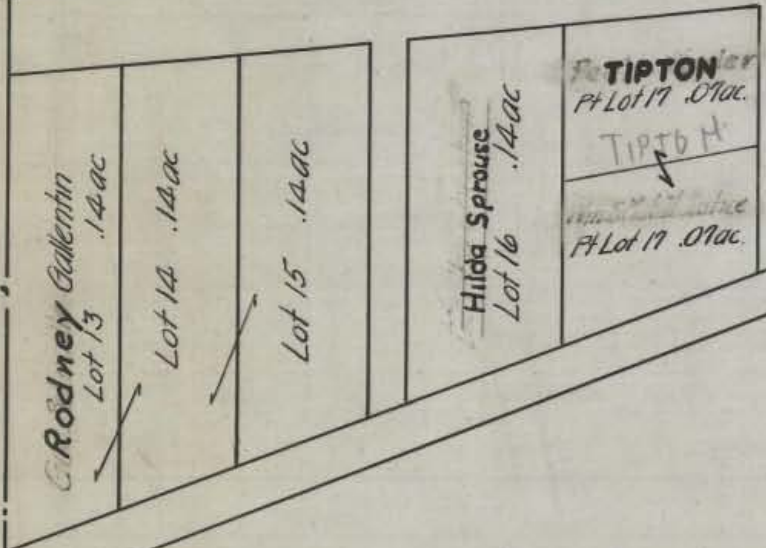 Rodney Gallentin
Lot 13 .14ac
Lot 14 .14ac
Lot 15 .14ac
Hilda Sprouse
Lot 16 .14ac
TIPTON
Pt Lot 17 .07ac.
TIPTON
Pt Lot 17 .07ac.